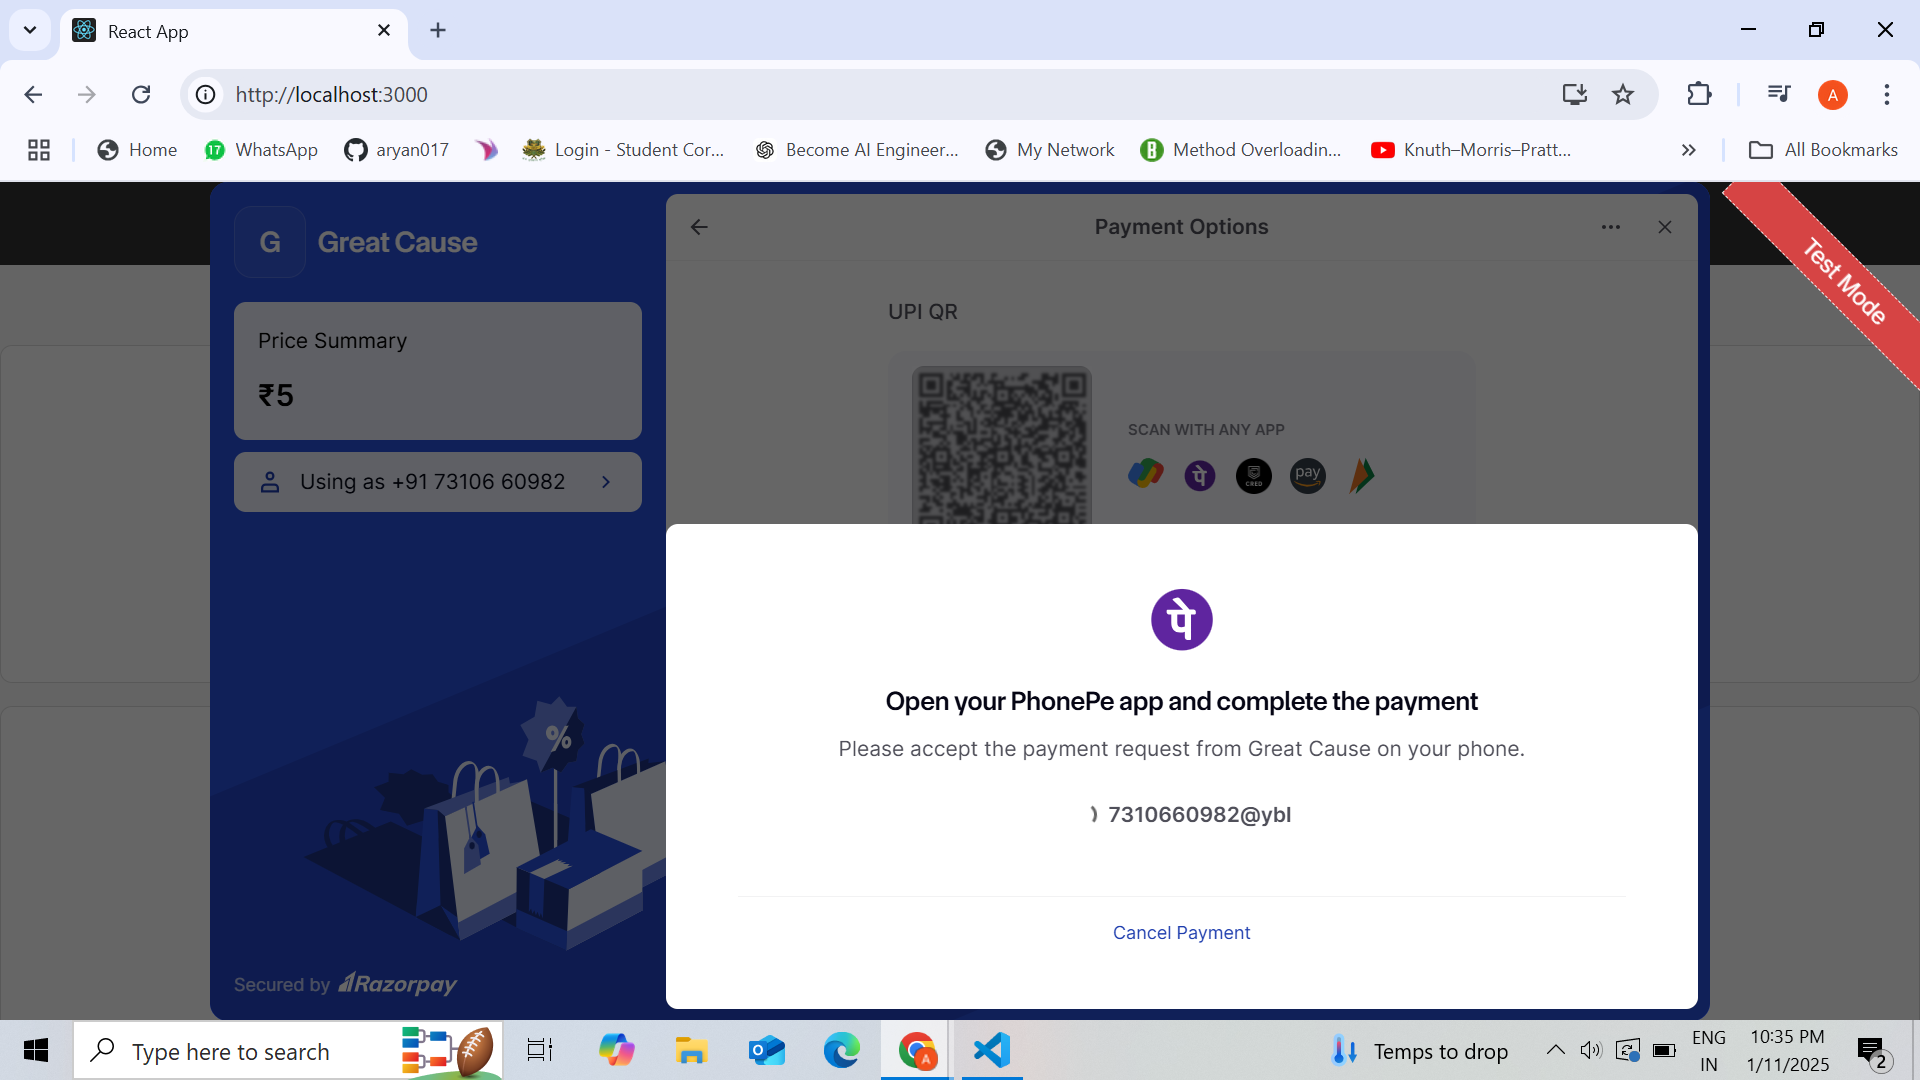 React App
http://localhost:3000
Home
17
WhatsApp
aryan017
Login - Student Cor...
Become AI Engineer...
My Network
B
Method Overloadin...
Knuth–Morris–Pratt...
»
All Bookmarks
A
G
Great Cause
Price Summary
₹5
Using as +91 73106 60982
Secured by Razorpay
Payment Options
Test Mode
UPI QR
SCAN WITH ANY APP
पे
CRED
pay
%
पे
Open your PhonePe app and complete the payment
Please accept the payment request from Great Cause on your phone.
7310660982@ybl
Cancel Payment
Type here to search
A
Temps to drop
ENG
IN
10:35 PM
1/11/2025
2